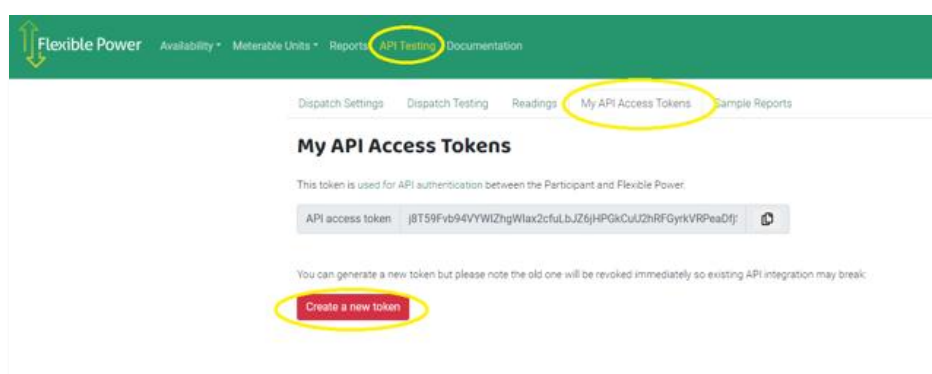 Flexible Power Availability Meterable Units Reports API Testing Documentation
Dispatch Settings Dispatch Testing Readings My API Access Tokens Sample Reports
My API Access Tokens
This token is used for API authentication between the Participant and Flexible Power.
API access token
You can generate a new token but please note the old one will be revoked immediately so existing API integration may break.
Create a new token